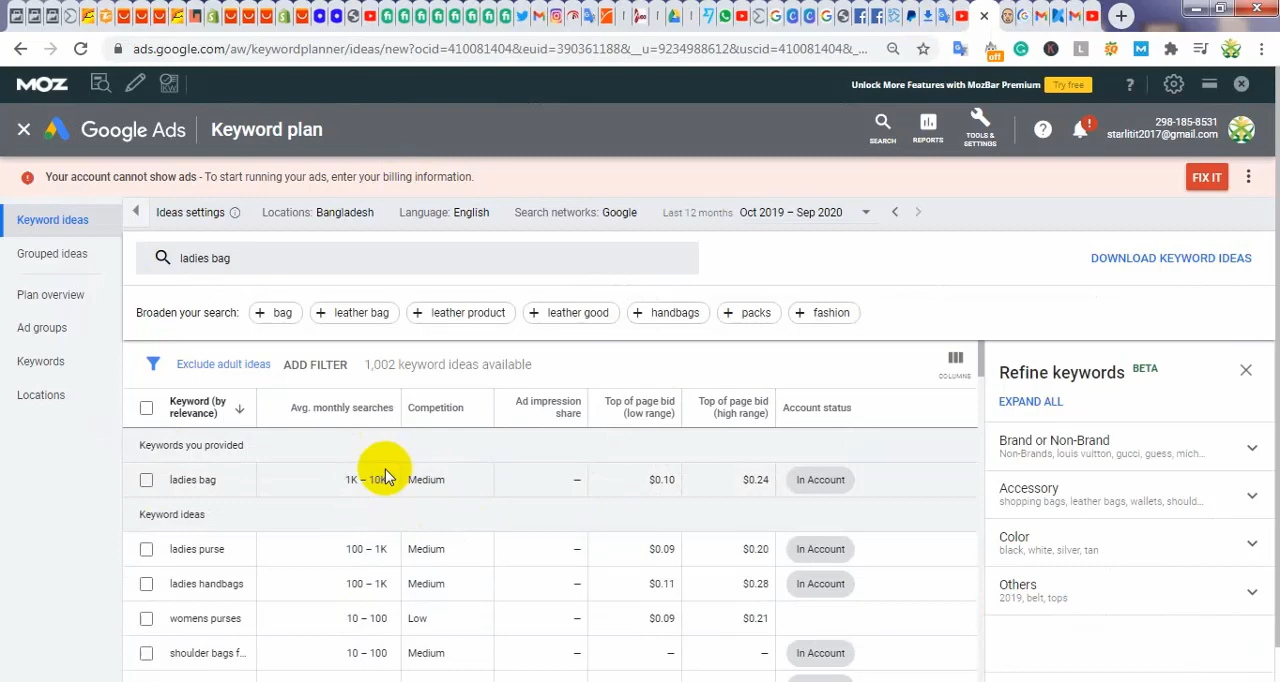 ads.google.com/aw/keywordplanner/ideas/new?ocid=410081404&euid=390361188&__u=9234988612&uscid=410081404&__...
off
MOZ
Unlock More Features with MozBar Premium
Try free
?
Google Ads
Keyword plan
SEARCH
REPORTS
TOOLS & SETTINGS
298-185-8531
starlitit2017@gmail.com
Your account cannot show ads - To start running your ads, enter your billing information.
FIX IT
Keyword ideas
Grouped ideas
Plan overview
Ad groups
Keywords
Locations
Ideas settings
Locations: Bangladesh
Language: English
Search networks: Google
Last 12 months
Oct 2019 – Sep 2020
ladies bag
DOWNLOAD KEYWORD IDEAS
Broaden your search:
+ bag
+ leather bag
+ leather product
+ leather good
+ handbags
+ packs
+ fashion
Exclude adult ideas
ADD FILTER
1,002 keyword ideas available
COLUMNS
Keyword (by relevance)
Avg. monthly searches
Competition
Ad impression share
Top of page bid (low range)
Top of page bid (high range)
Account status
Keywords you provided
ladies bag 1K – 10K Medium – $0.10 $0.24 In Account
Keyword ideas
ladies purse 100 – 1K Medium – $0.09 $0.20 In Account
ladies handbags 100 – 1K Medium – $0.11 $0.28 In Account
womens purses 10 – 100 Low – $0.09 $0.21
shoulder bags f... 10 – 100 Medium – – – In Account
Refine keywords BETA
EXPAND ALL
Brand or Non-Brand
Non-Brands, louis vuitton, gucci, guess, mich...
Accessory
shopping bags, leather bags, wallets, should...
Color
black, white, silver, tan
Others
2019, belt, tops